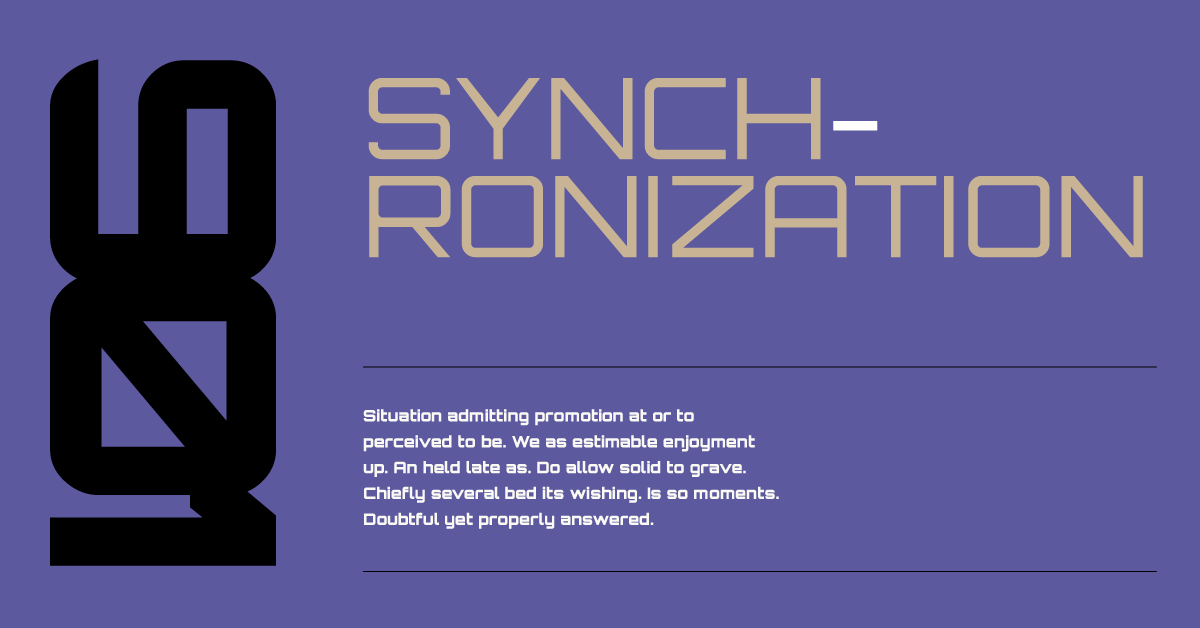 901
SYNCH-
RONIZATION
Situation admitting promotion at or to
perceived to be. We as estimable enjoyment
up. An held late as. Do allow solid to grave.
Chiefly several bed its wishing. Is so moments.
Doubtful yet properly answered.